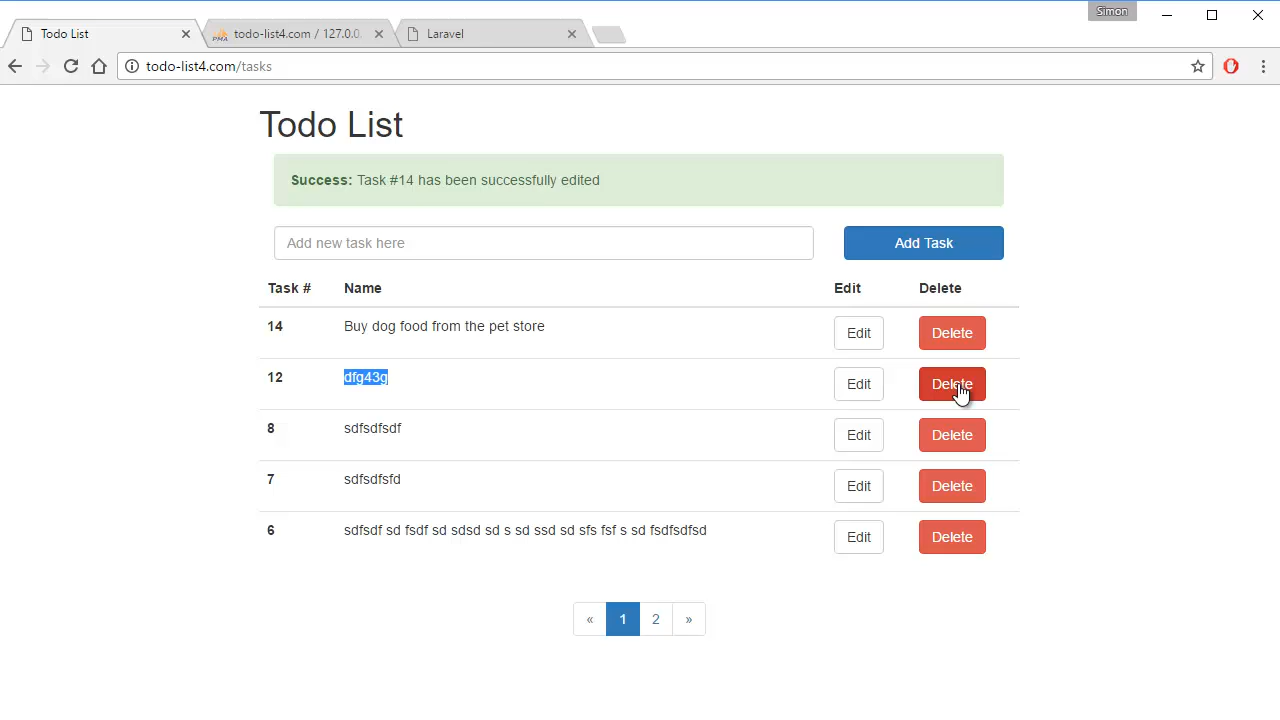 Simon
Todo List
todo-list4.com / 127.0.0.
Laravel
todo-list4.com/tasks
Todo List
Success: Task #14 has been successfully edited
Add new task here
Add Task
Task # Name Edit Delete
14 Buy dog food from the pet store Edit Delete
12 dfg43g Edit Delete
8 sdfsdfsdf Edit Delete
7 sdfsdfsfd Edit Delete
6 sdfsdf sd fsdf sd sdsd sd s sd ssd sd sfs fsf s sd fsdfsdfsd Edit Delete
« 1 2 »